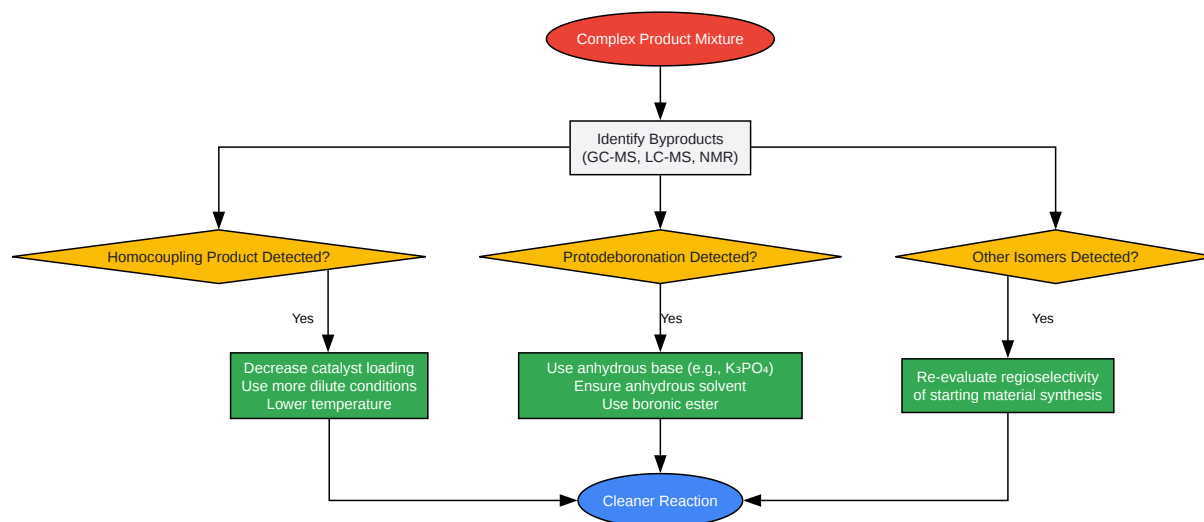 Complex Product Mixture
Identify Byproducts
(GC-MS, LC-MS, NMR)
Homocoupling Product Detected?
Protodeboronation Detected?
Other Isomers Detected?
Yes
Yes
Yes
Decrease catalyst loading
Use more dilute conditions
Lower temperature
Use anhydrous base (e.g., K₃PO₄)
Ensure anhydrous solvent
Use boronic ester
Re-evaluate regioselectivity
of starting material synthesis
Cleaner Reaction